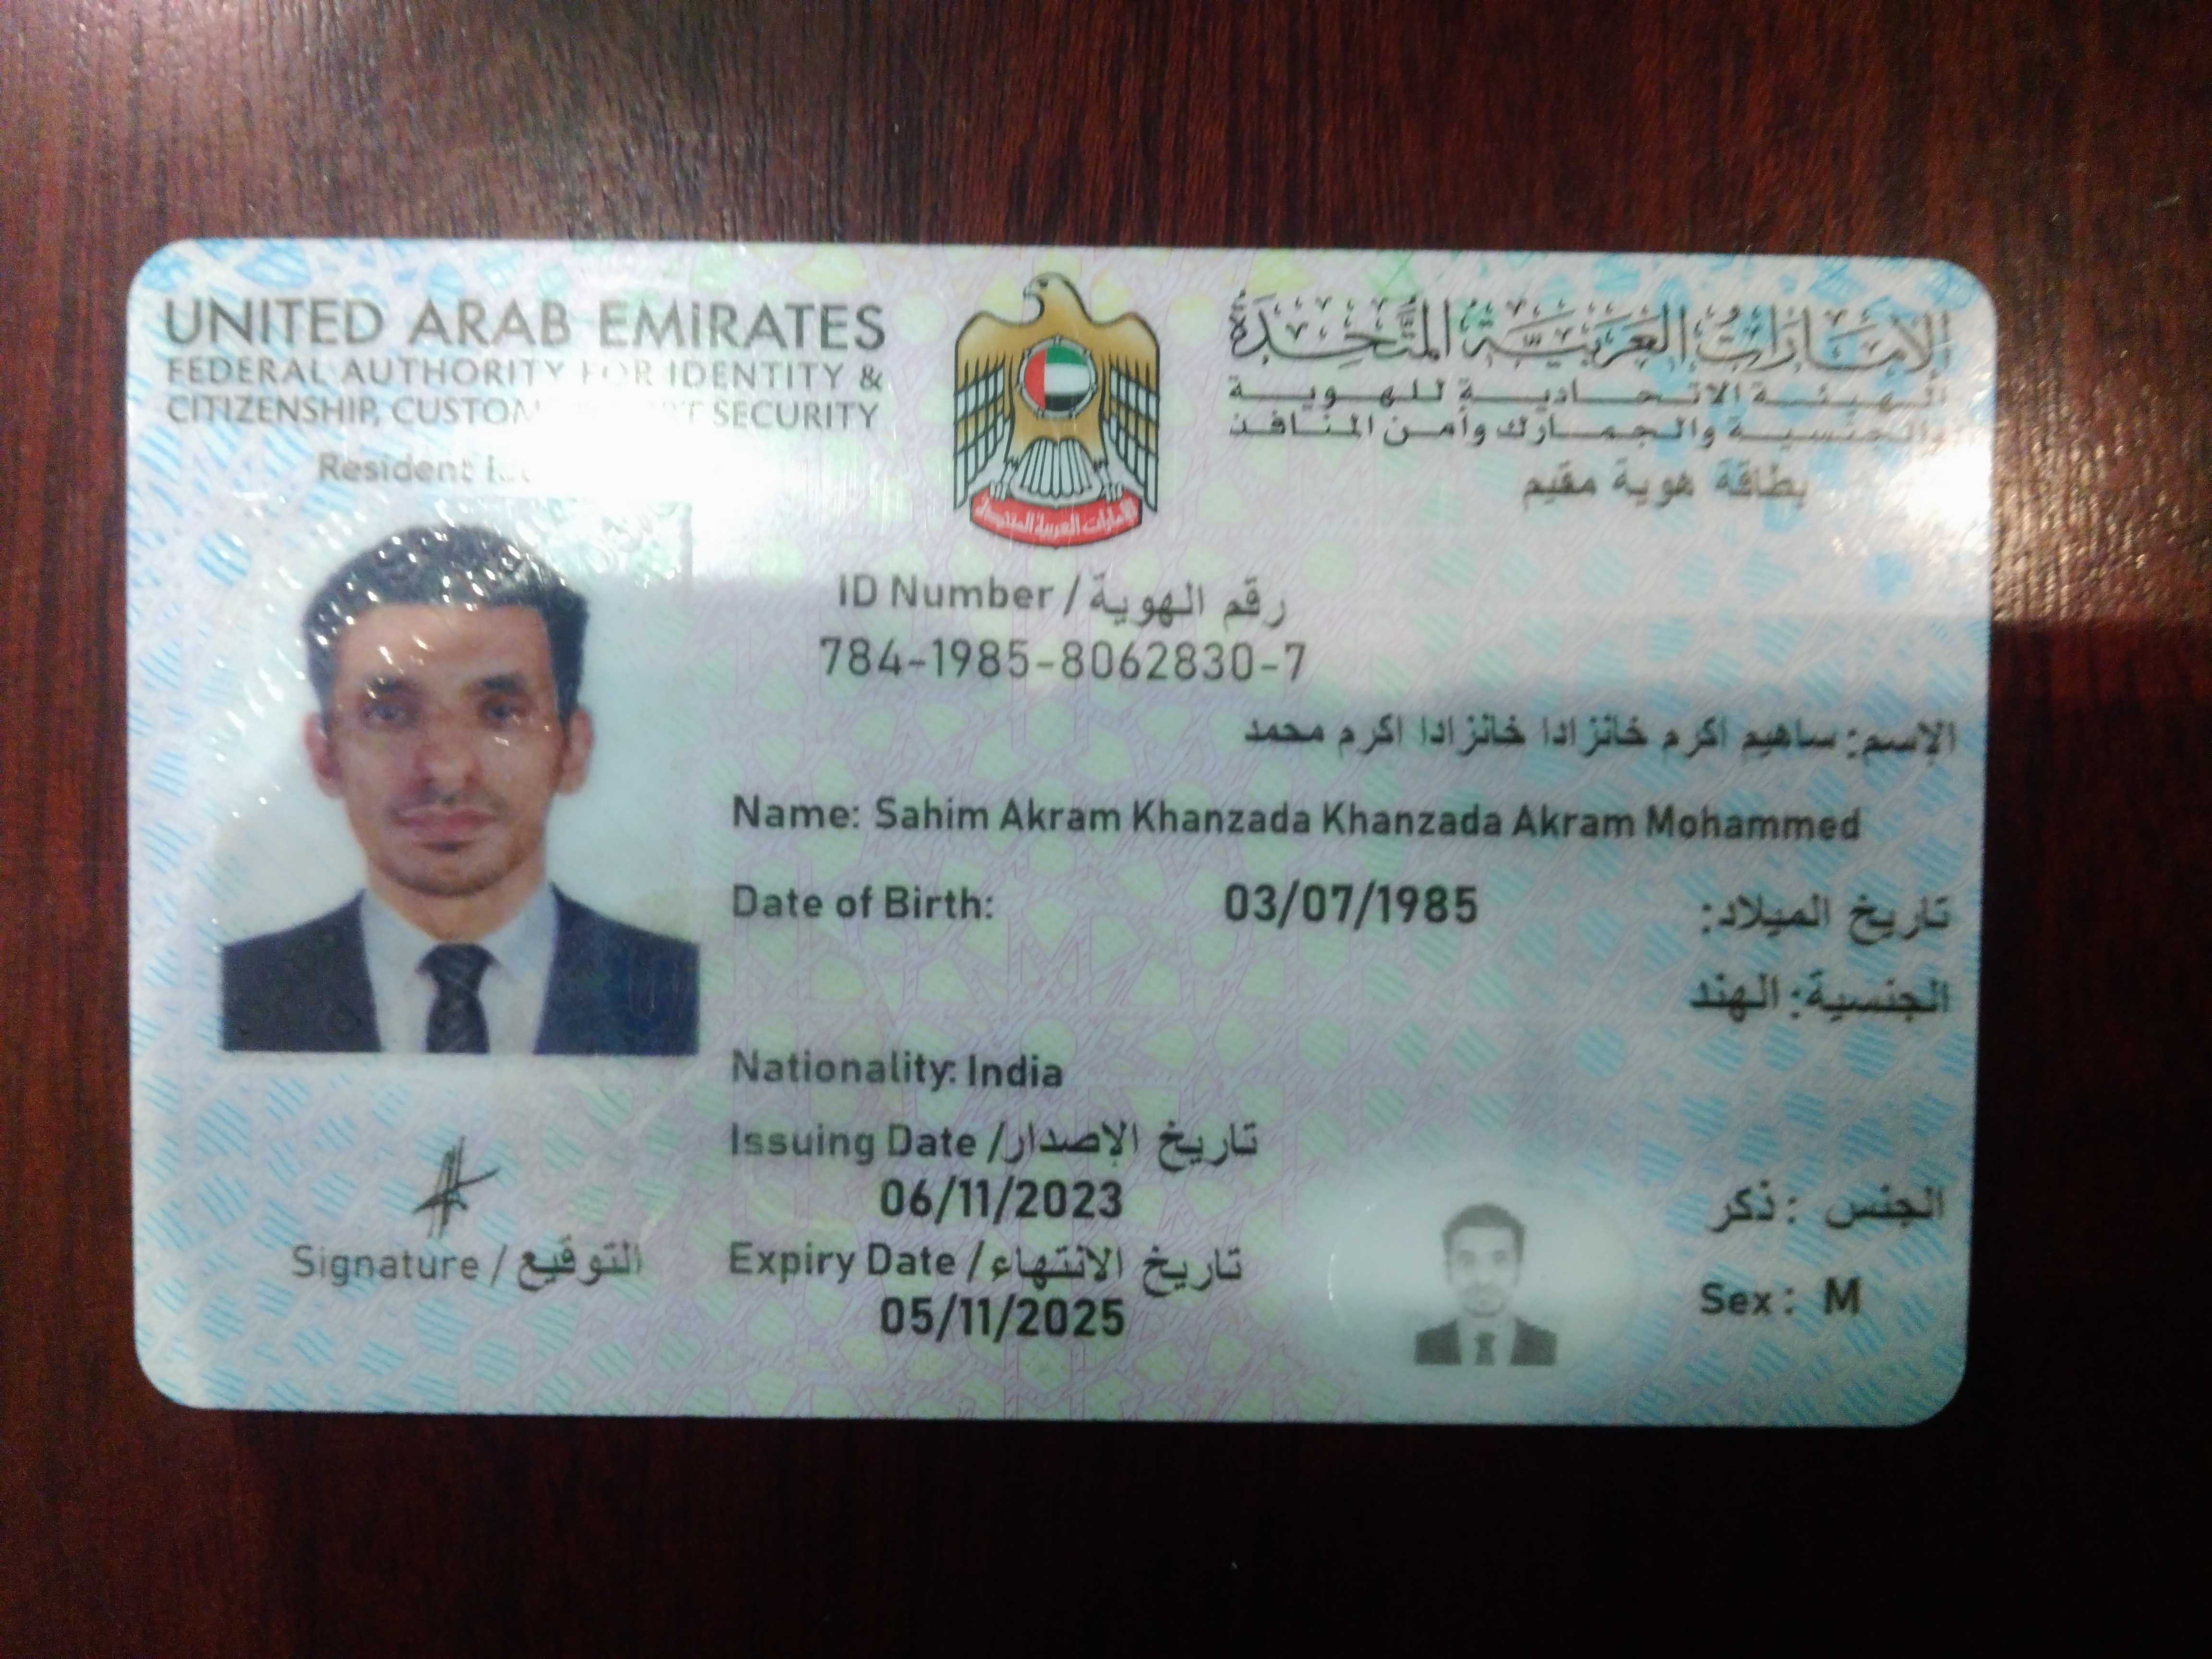 UNITED ARAB EMIRATES
FEDERAL AUTHORITY FOR IDENTITY &
CITIZENSHIP, CUSTOM SECURITY
Resident
الإمارات العربية المتحدة
الهيئة الاتحادية للهوية
والجنسية والجمارك وأمن المنافذ
بطاقة هوية مقيم
الإمارات العربية المتحدة
ID Number / رقم الهوية
784-1985-8062830-7
الإسم: ساهيم اكرم خانزادا خانزادا اكرم محمد
Name: Sahim Akram Khanzada Khanzada Akram Mohammed
Date of Birth: 03/07/1985 تاريخ الميلاد:
الجنسية: الهند
Nationality: India
Issuing Date / تاريخ الإصدار
06/11/2023
Expiry Date / تاريخ الانتهاء
05/11/2025
الجنس : ذكر
Sex : M
Signature / التوقيع